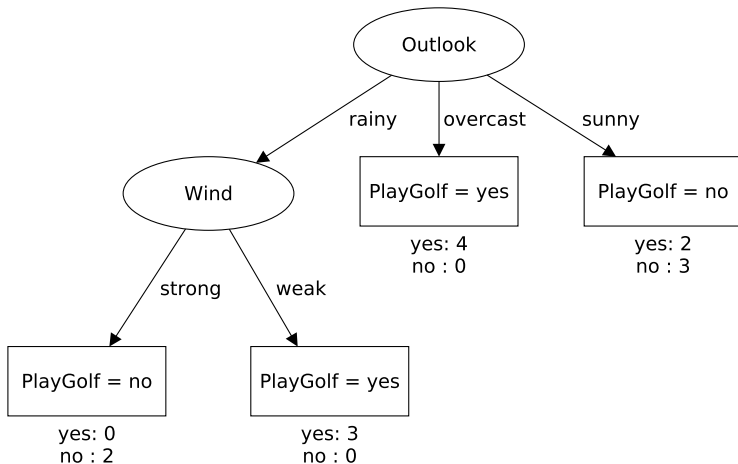 Outlook
rainy
overcast
sunny
Wind
PlayGolf = yes
PlayGolf = no
yes: 4
no : 0
yes: 2
no : 3
strong
weak
PlayGolf = no
PlayGolf = yes
yes: 0
no : 2
yes: 3
no : 0